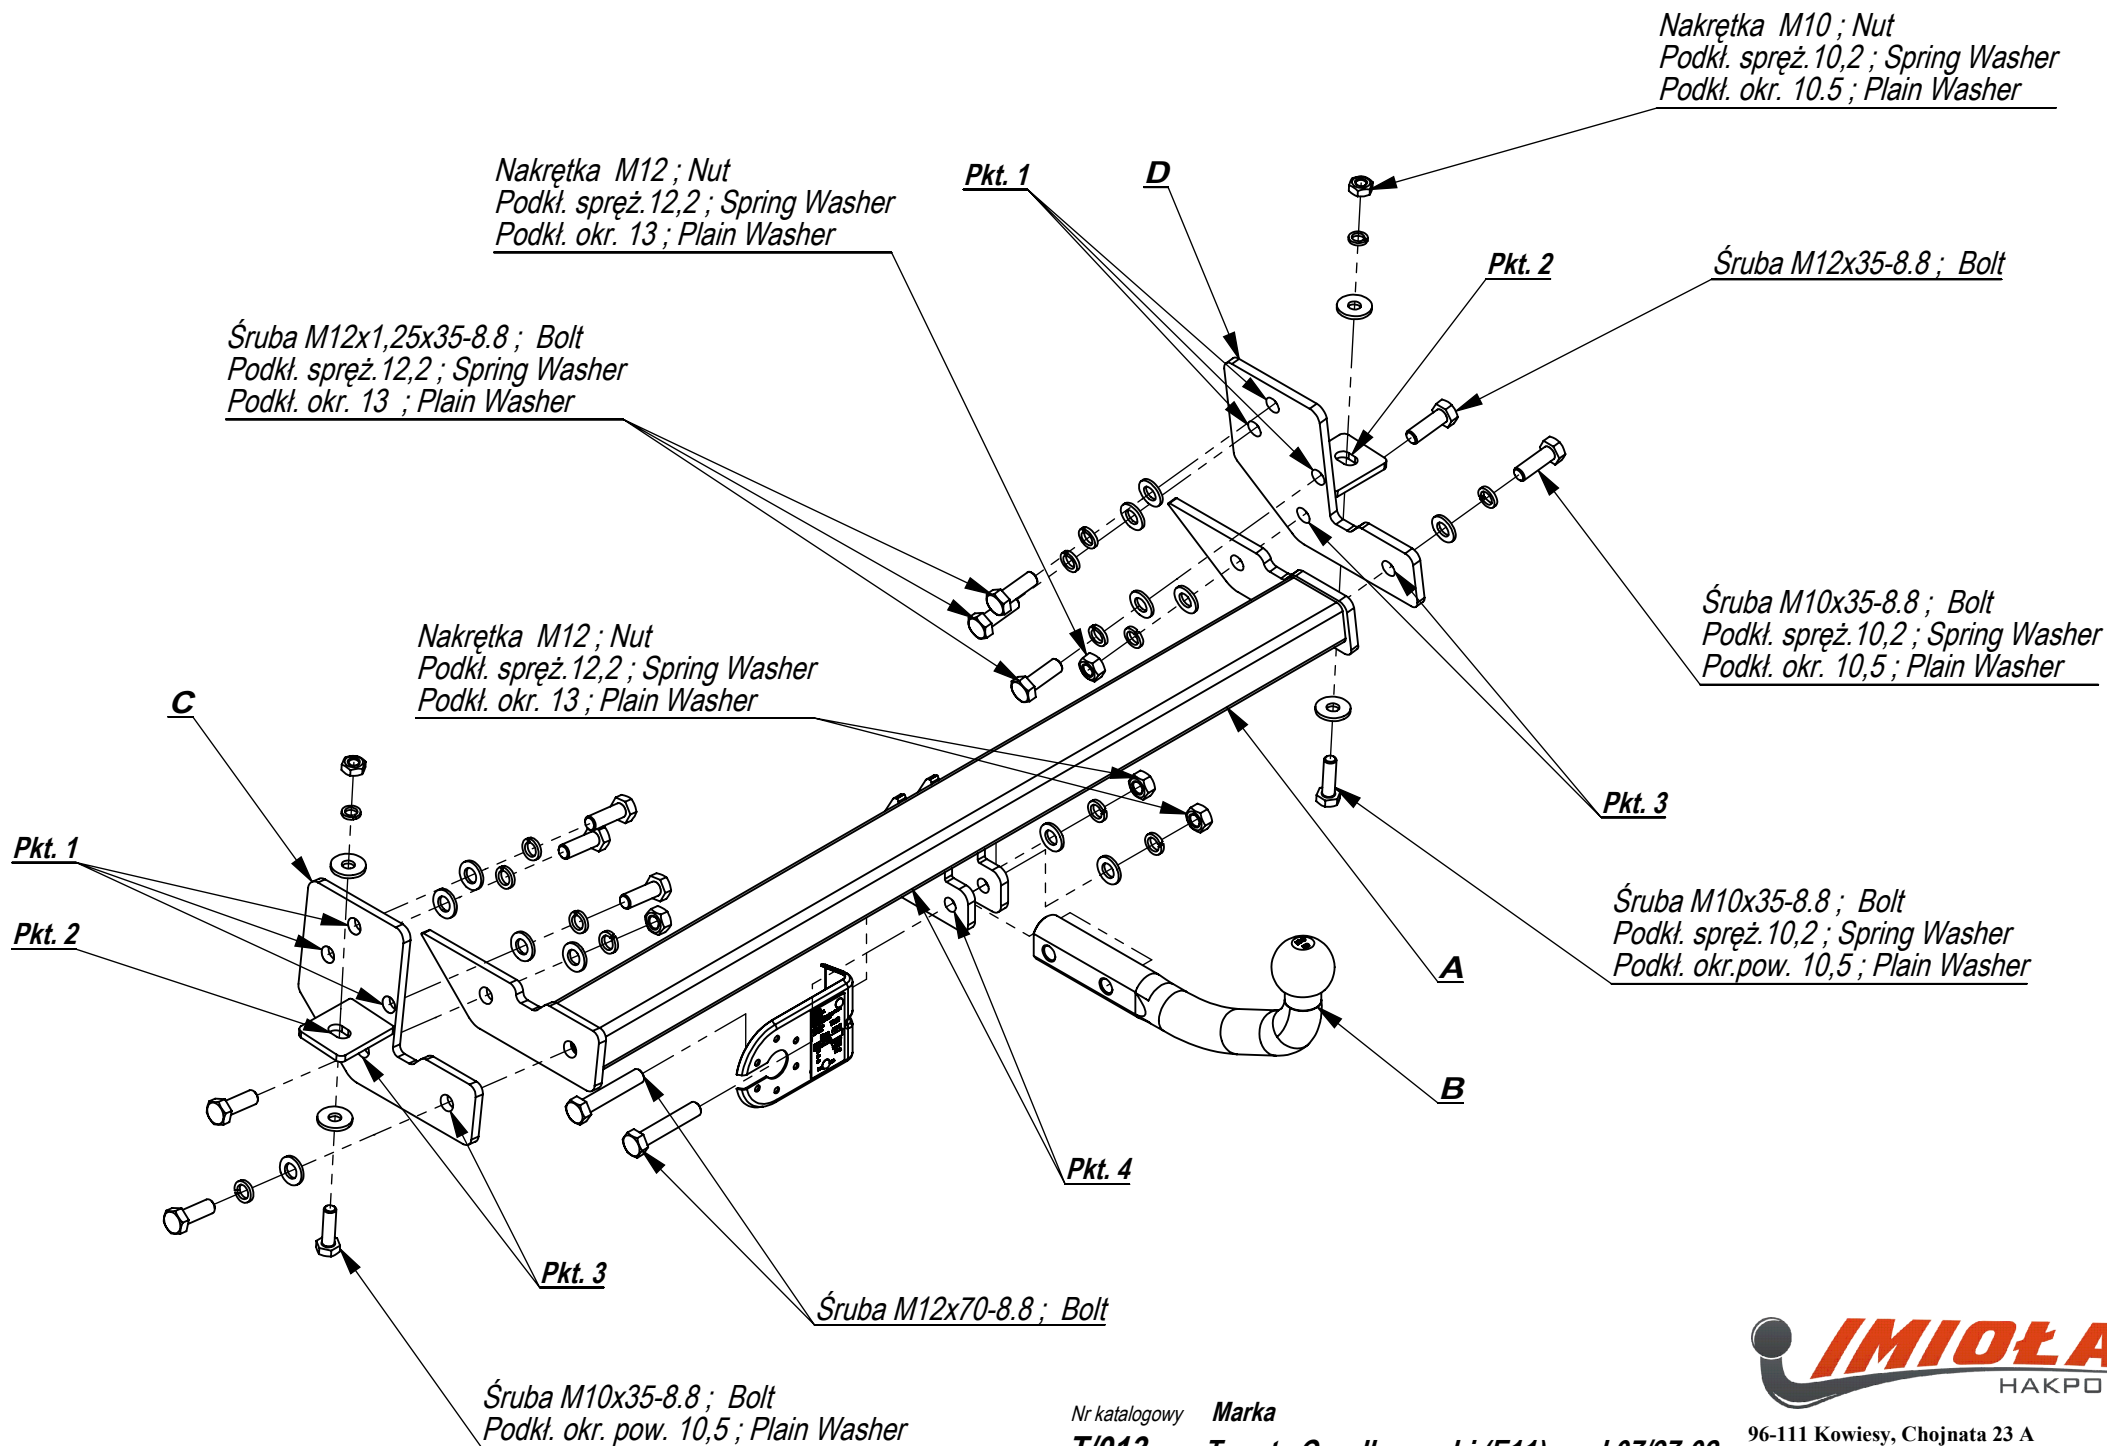 Nakrętka M10 ; Nut
Podkł. spręż.10,2 ; Spring Washer
Podkł. okr. 10.5 ; Plain Washer
Nakrętka M12 ; Nut
Podkł. spręż.12,2 ; Spring Washer
Podkł. okr. 13 ; Plain Washer
Pkt. 1
D
Pkt. 2
Śruba M12x35-8.8 ; Bolt
Śruba M12x1,25x35-8.8 ; Bolt
Podkł. spręż.12,2 ; Spring Washer
Podkł. okr. 13 ; Plain Washer
Śruba M10x35-8.8 ; Bolt
Podkł. spręż.10,2 ; Spring Washer
Podkł. okr. 10,5 ; Plain Washer
Nakrętka M12 ; Nut
Podkł. spręż.12,2 ; Spring Washer
Podkł. okr. 13 ; Plain Washer
C
Pkt. 3
Pkt. 1
Pkt. 2
Śruba M10x35-8.8 ; Bolt
Podkł. spręż.10,2 ; Spring Washer
Podkł. okr.pow. 10,5 ; Plain Washer
A
B
Pkt. 4
Pkt. 3
Śruba M12x70-8.8 ; Bolt
Śruba M10x35-8.8 ; Bolt
Podkł. okr. pow. 10,5 ; Plain Washer
Nr katalogowy Marka
IMIOŁA
HAKPO
96-111 Kowiesy, Chojnata 23 A